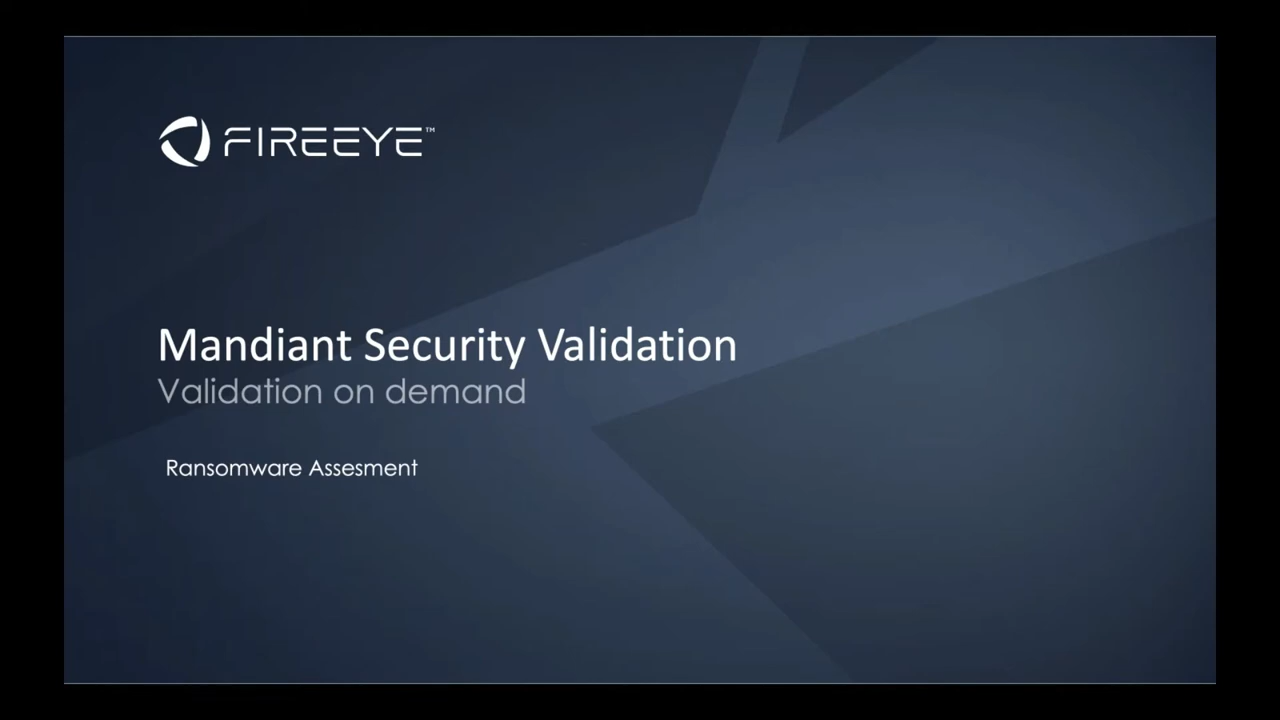 FIREEYE™
Mandiant Security Validation
Validation on demand
Ransomware Assesment